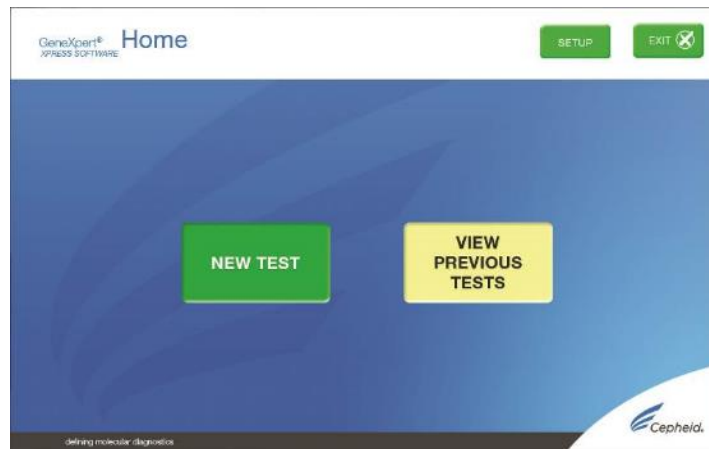 GeneXpert®
XPRESS SOFTWARE
Home
SETUP
EXIT
NEW TEST
VIEW
PREVIOUS
TESTS
Cepheid.
defining molecular diagnostics